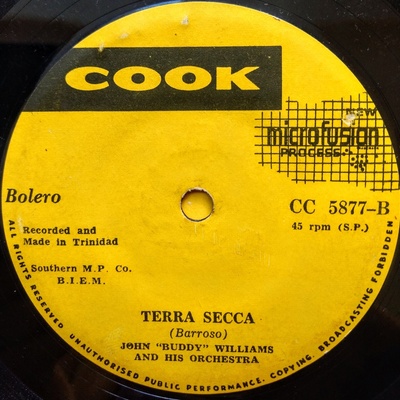 COOK
NEW
microfusion
PROCESS
Bolero
CC 5877-B
45 rpm (S.P.)
Recorded and
Made in Trinidad
Southern M. P. Co.
B.I.E.M.
TERRA SECCA
(Barroso)
JOHN "BUDDY" WILLIAMS
AND HIS ORCHESTRA
ALL RIGHTS RESERVED UNAUTHORISED PUBLIC PERFORMANCE, COPYING, BROADCASTING FORBIDDEN